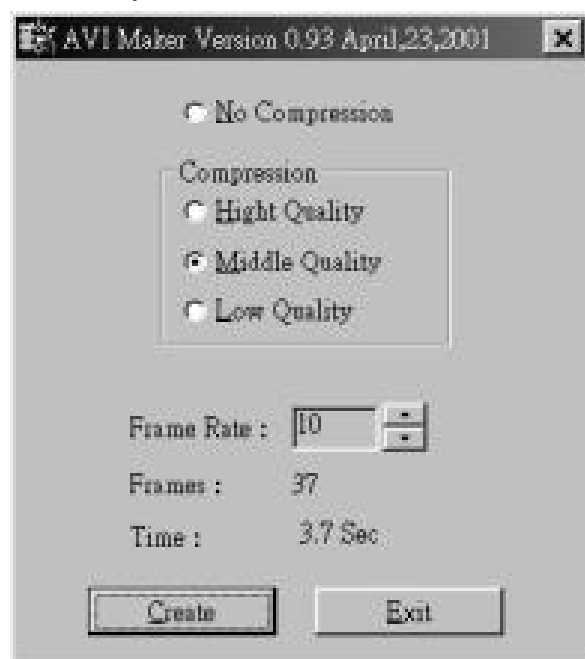 AVI Maker Version 0.93 April,23,2001
No Compression
Compression
Hight Quality
Middle Quality
Low Quality
Frame Rate : 10
Frames : 37
Time : 3.7 Sec
Create Exit